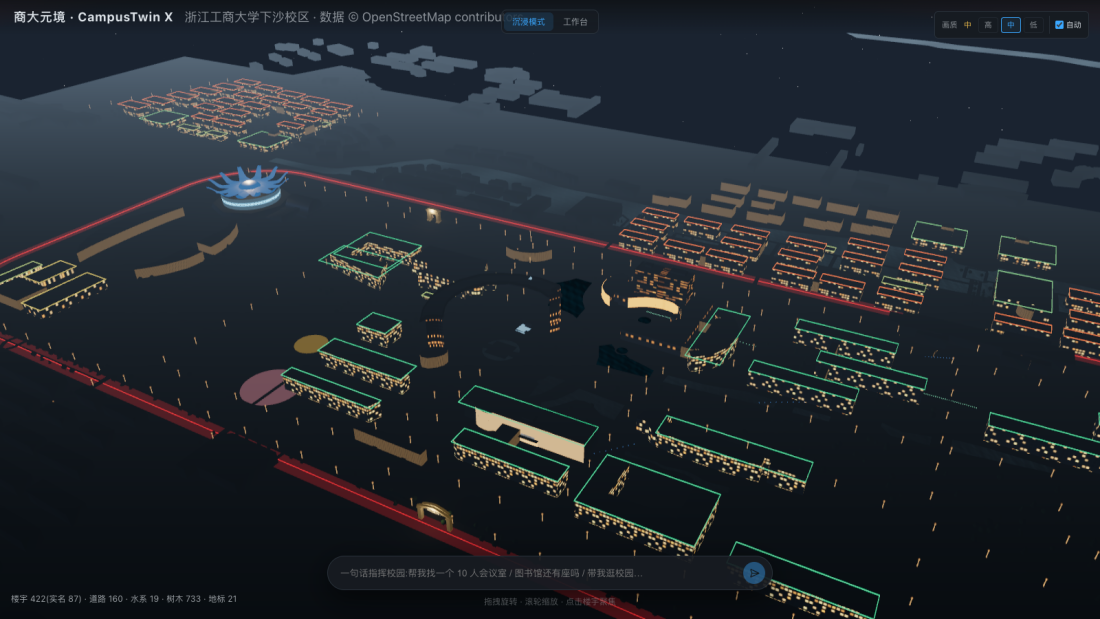 商大元境 · CampusTwin X 浙江工商大学下沙校区 · 数据 © OpenStreetMap contribu
沉浸模式 工作台
画质 中 高 中 低 自动
一句话指挥校园:帮我找一个 10 人会议室 / 图书馆还有座吗 / 带我逛校园…
拖拽旋转 · 滚轮缩放 · 点击楼宇
楼宇 422(实名 87) · 道路 160 · 水系 19 · 树木 733 · 地标 21